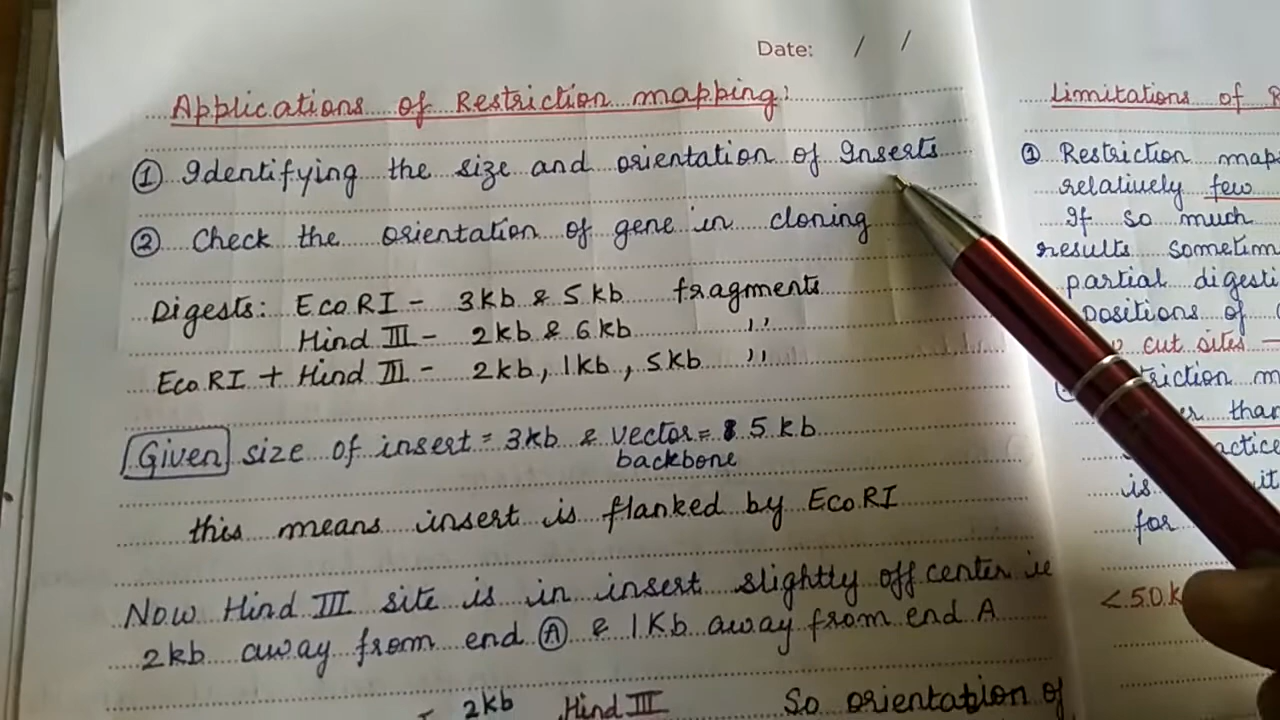 Date: / /
Applications of Restriction mapping:
① Identifying the size and orientation of Inserts
② Check the orientation of gene in cloning
Digests: EcoRI - 3kb & 5kb fragments
Hind III - 2kb & 6kb ,,
EcoRI + Hind III - 2kb, 1kb, 5kb ,,
Given size of insert = 3kb & vector = 5 kb
backbone
this means insert is flanked by EcoRI
Now Hind III site is in insert slightly off center ie
2kb away from end A & 1Kb away from end A
2kb Hind III So orientation of
Limitations of
① Restriction
relatively few
If so much
results
partial
positions of
cut sites
is
for